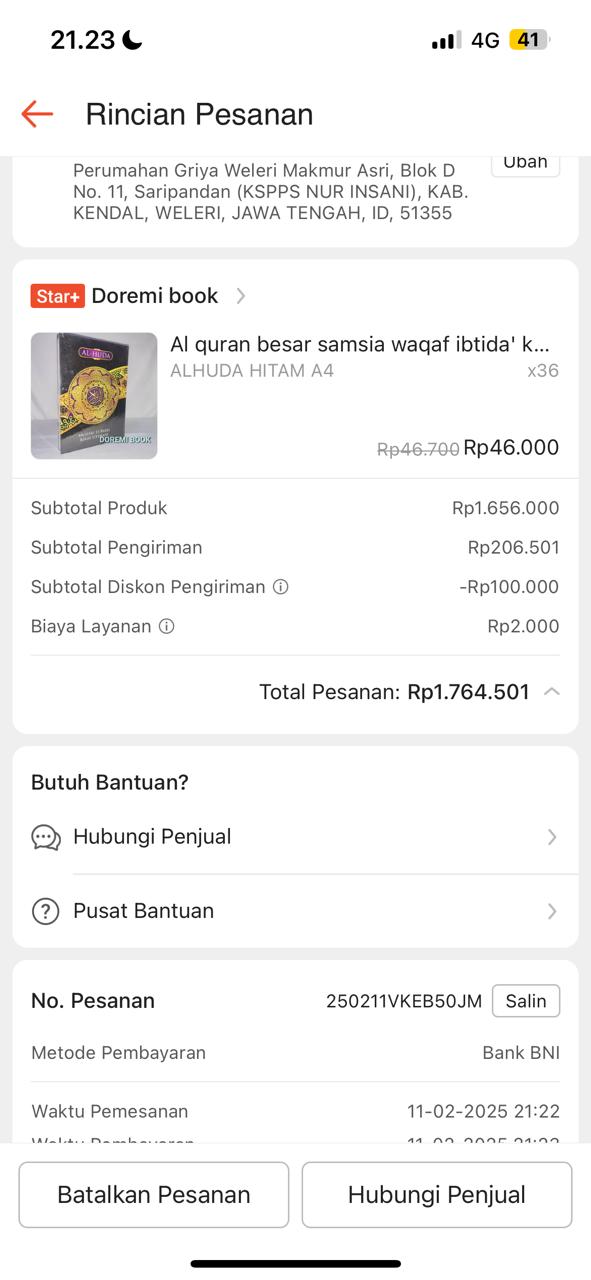 21.23
4G 41
Rincian Pesanan
Ubah
Perumahan Griya Weleri Makmur Asri, Blok D
No. 11, Saripandan (KSPPS NUR INSANI), KAB.
KENDAL, WELERI, JAWA TENGAH, ID, 51355
Star+ Doremi book
AL-HUDA
DOREMI BOOK
Al quran besar samsia waqaf ibtida' k...
ALHUDA HITAM A4 x36
Rp46.700 Rp46.000
Subtotal Produk Rp1.656.000
Subtotal Pengiriman Rp206.501
Subtotal Diskon Pengiriman -Rp100.000
Biaya Layanan Rp2.000
Total Pesanan: Rp1.764.501
Butuh Bantuan?
Hubungi Penjual
Pusat Bantuan
No. Pesanan 250211VKEB50JM Salin
Metode Pembayaran Bank BNI
Waktu Pemesanan 11-02-2025 21:22
Waktu Pembayaran
Batalkan Pesanan Hubungi Penjual